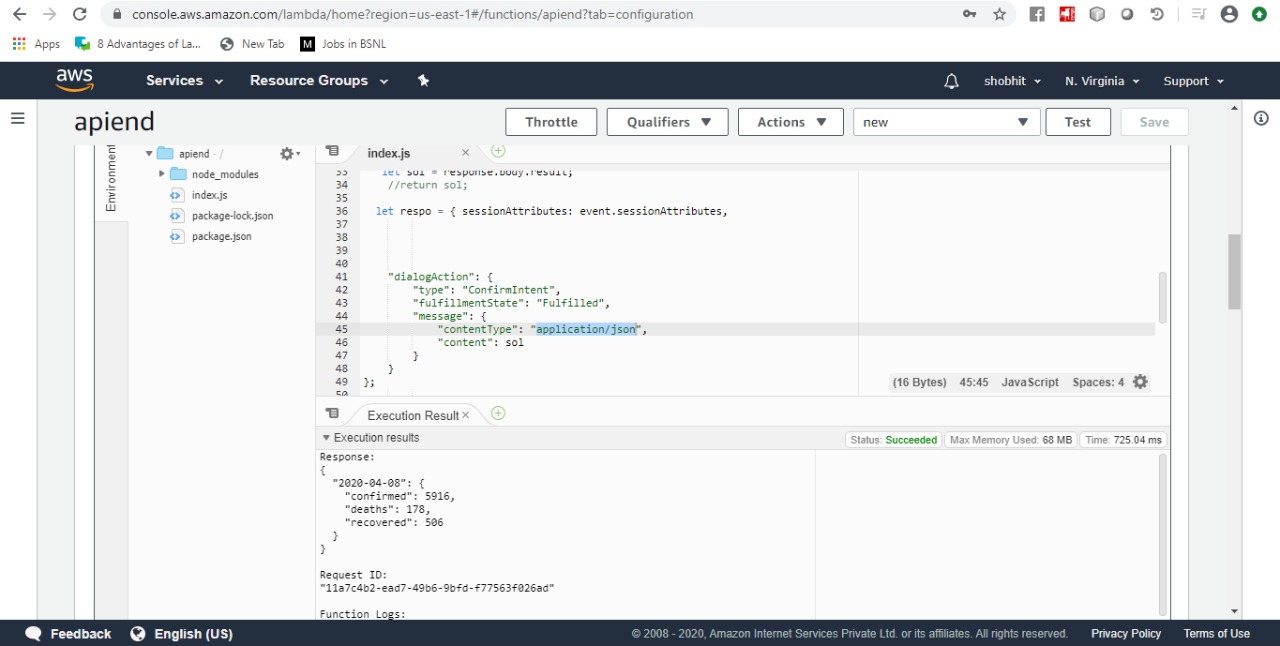 console.aws.amazon.com/lambda/home?region=us-east-1#/functions/apiend?tab=configuration
Apps 8 Advantages of La... New Tab M Jobs in BSNL
aws Services Resource Groups shobhit N. Virginia Support
apiend Throttle Qualifiers Actions new Test Save
Environment
apiend - /
node_modules
index.js
package-lock.json
package.json
index.js
33 let sol = response.body.result;
34 //return sol;
35
36 let respo = { sessionAttributes: event.sessionAttributes,
37
38
39
40
41 "dialogAction": {
42 "type": "ConfirmIntent",
43 "fulfillmentState": "Fulfilled",
44 "message": {
45 "contentType": "application/json",
46 "content": sol
47 }
48 }
49 };
50
(16 Bytes) 45:45 JavaScript Spaces: 4
Execution Result
Execution results Status: Succeeded Max Memory Used: 68 MB Time: 725.04 ms
Response:
{
"2020-04-08": {
"confirmed": 5916,
"deaths": 178,
"recovered": 506
}
}
Request ID:
"11a7c4b2-ead7-49b6-9bfd-f77563f026ad"
Function Logs:
Feedback English (US) © 2008 - 2020, Amazon Internet Services Private Ltd. or its affiliates. All rights reserved. Privacy Policy Terms of Use